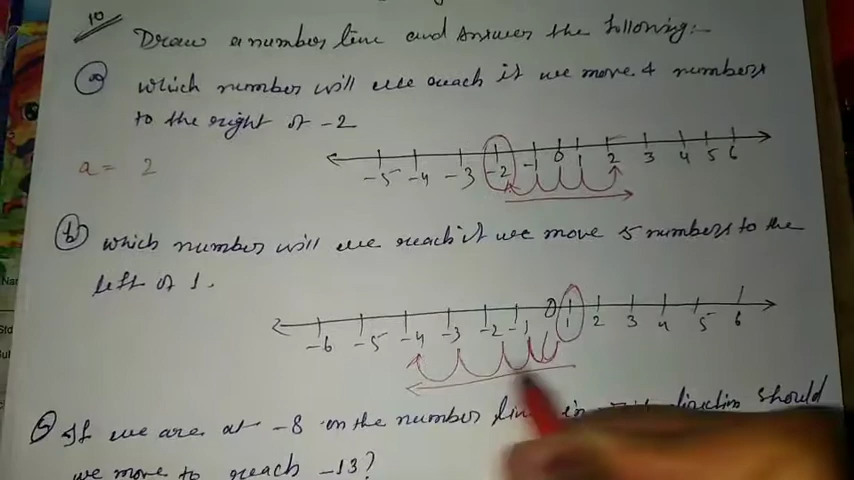 10
Draw a number line and Answer the following:-
(a) which number will we reach if we move 4 numbers
to the right of -2
a = 2
-5 -4 -3 -2 -1 0 1 2 3 4 5 6
(b) which number will we reach if we move 5 numbers to the
left of 1.
-6 -5 -4 -3 -2 -1 0 1 2 3 4 5 6
If we are at -8 on the number line in direction should
we move to reach -13?